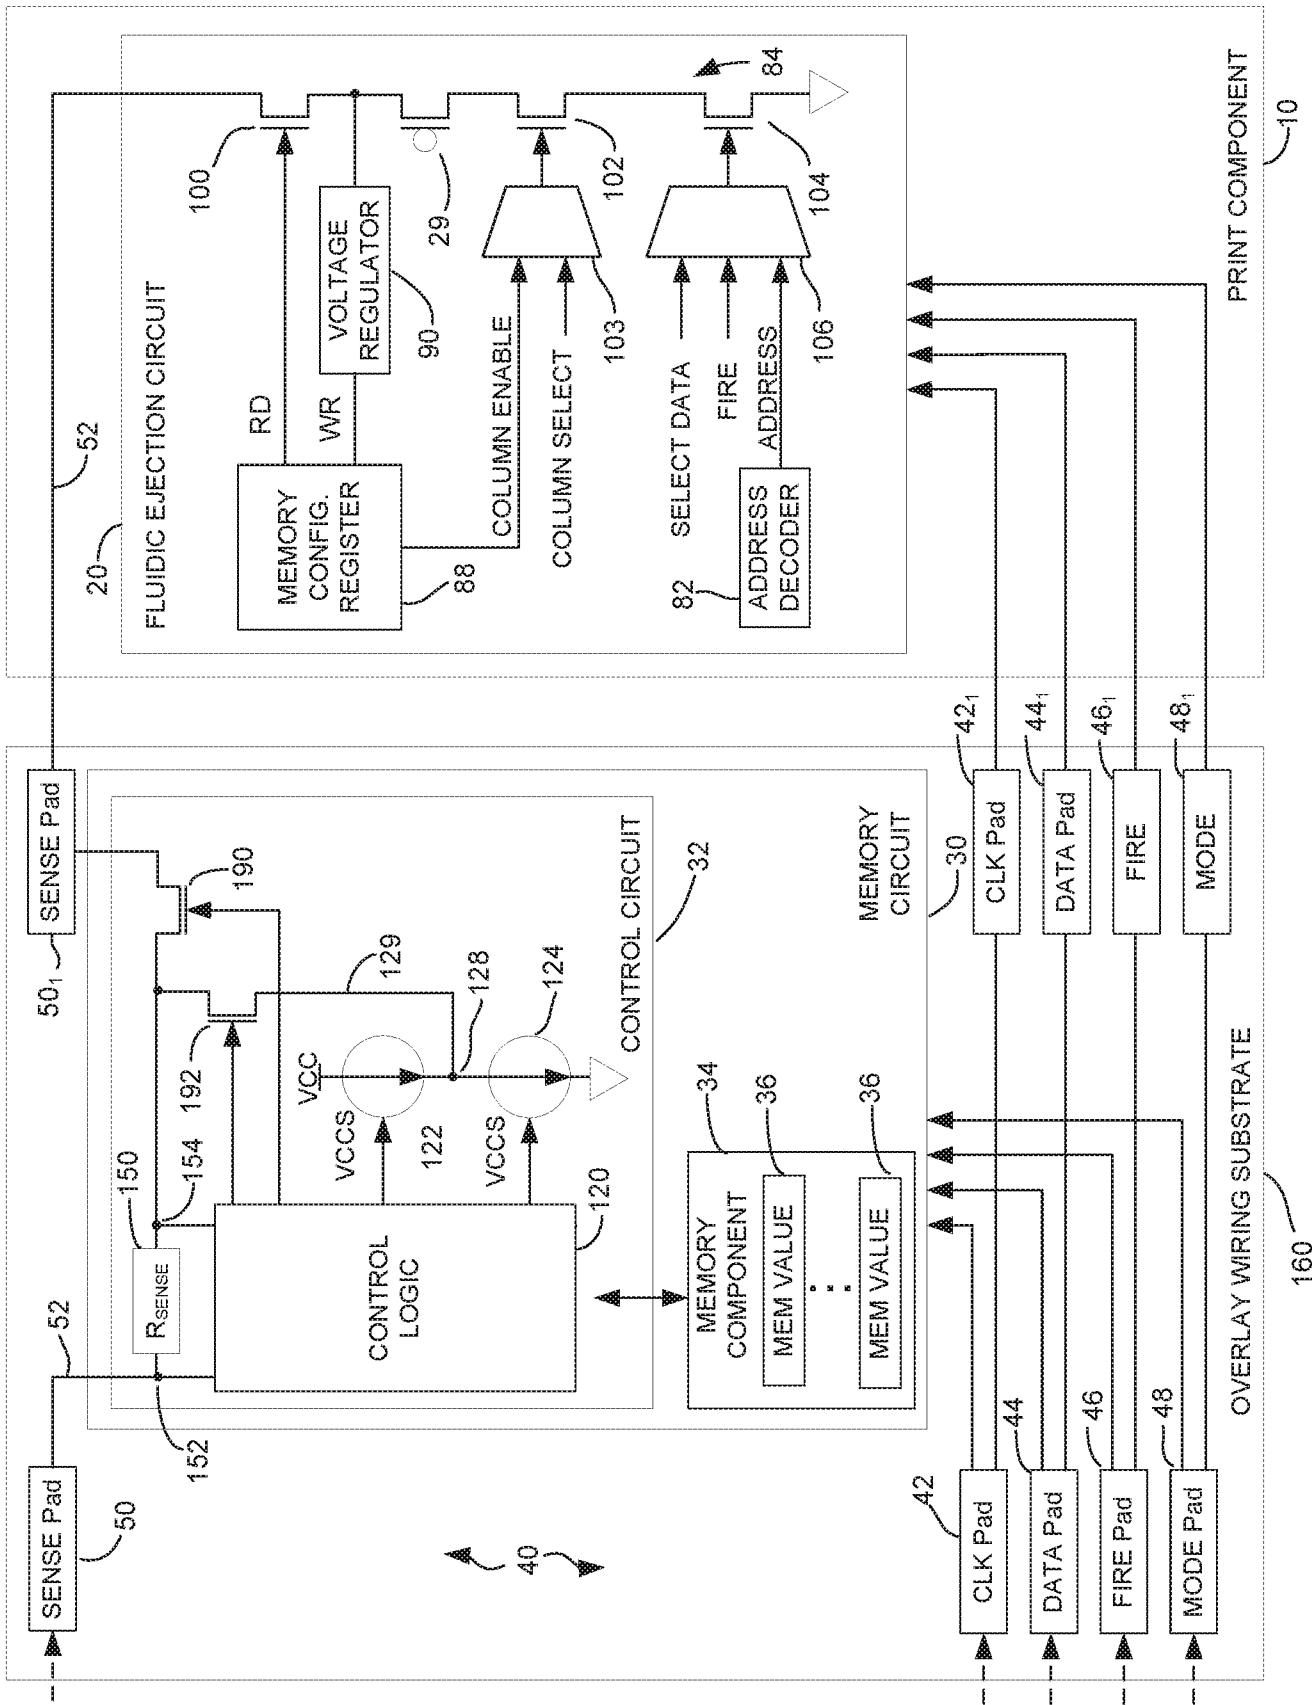 SENSE Pad
50
52
152
RSENSE
150
154
192
190
SENSE Pad
501
52
CONTROL
LOGIC
120
VCC
VCCS
122
VCCS
129
128
124
CONTROL CIRCUIT
32
MEMORY
COMPONENT
34
MEM VALUE
36
MEM VALUE
36
MEMORY
CIRCUIT
30
40
CLK Pad
42
DATA Pad
44
FIRE Pad
46
MODE Pad
48
CLK Pad
421
DATA Pad
441
FIRE
461
MODE
481
OVERLAY WIRING SUBSTRATE
160
20
FLUIDIC EJECTION CIRCUIT
MEMORY
CONFIG.
REGISTER
88
RD
WR
VOLTAGE
REGULATOR
90
100
29
COLUMN ENABLE
COLUMN SELECT
103
102
SELECT DATA
FIRE
ADDRESS
82
ADDRESS
DECODER
106
104
84
PRINT COMPONENT
10